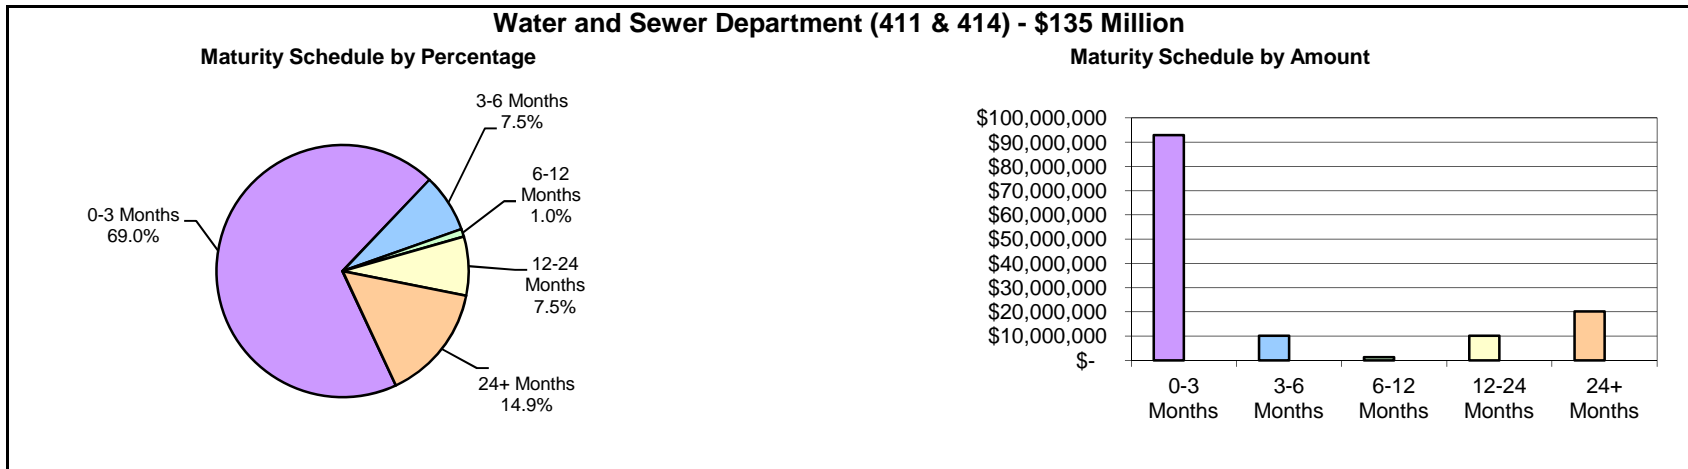 Water and Sewer Department (411 & 414) - $135 Million
Maturity Schedule by Percentage
3-6 Months
7.5%
6-12
Months
1.0%
0-3 Months
69.0%
12-24
Months
7.5%
24+ Months
14.9%
Maturity Schedule by Amount
$100,000,000
$90,000,000
$80,000,000
$70,000,000
$60,000,000
$50,000,000
$40,000,000
$30,000,000
$20,000,000
$10,000,000
$-
0-3
Months
3-6
Months
6-12
Months
12-24
Months
24+
Months